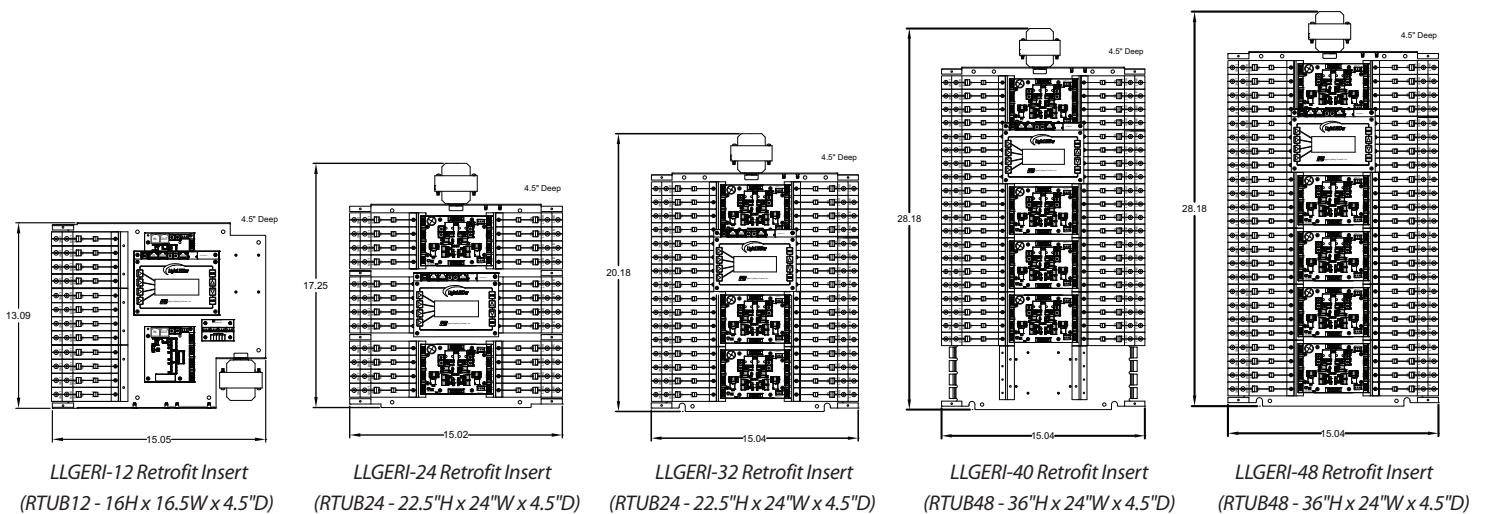 4.5" Deep
13.09
15.05
LLGERI-12 Retrofit Insert
(RTUB12 - 16H x 16.5W x 4.5"D)
4.5" Deep
17.25
15.02
LLGERI-24 Retrofit Insert
(RTUB24 - 22.5"H x 24"W x 4.5"D)
4.5" Deep
20.18
15.04
LLGERI-32 Retrofit Insert
(RTUB24 - 22.5"H x 24"W x 4.5"D)
4.5" Deep
28.18
15.04
LLGERI-40 Retrofit Insert
(RTUB48 - 36"H x 24"W x 4.5"D)
4.5" Deep
28.18
15.04
LLGERI-48 Retrofit Insert
(RTUB48 - 36"H x 24"W x 4.5"D)